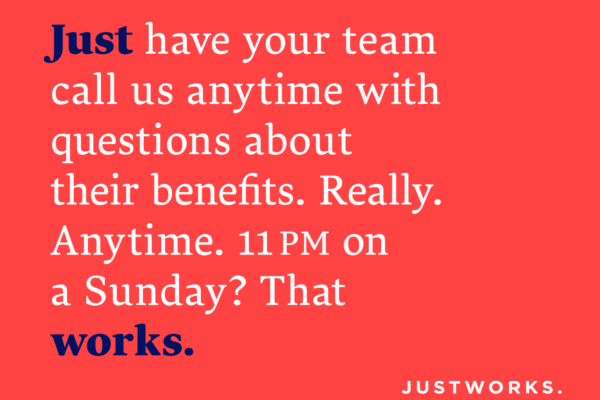 Just have your team
call us anytime with
questions about
their benefits. Really.
Anytime. 11 PM on
a Sunday? That
works.
JUSTWORKS.